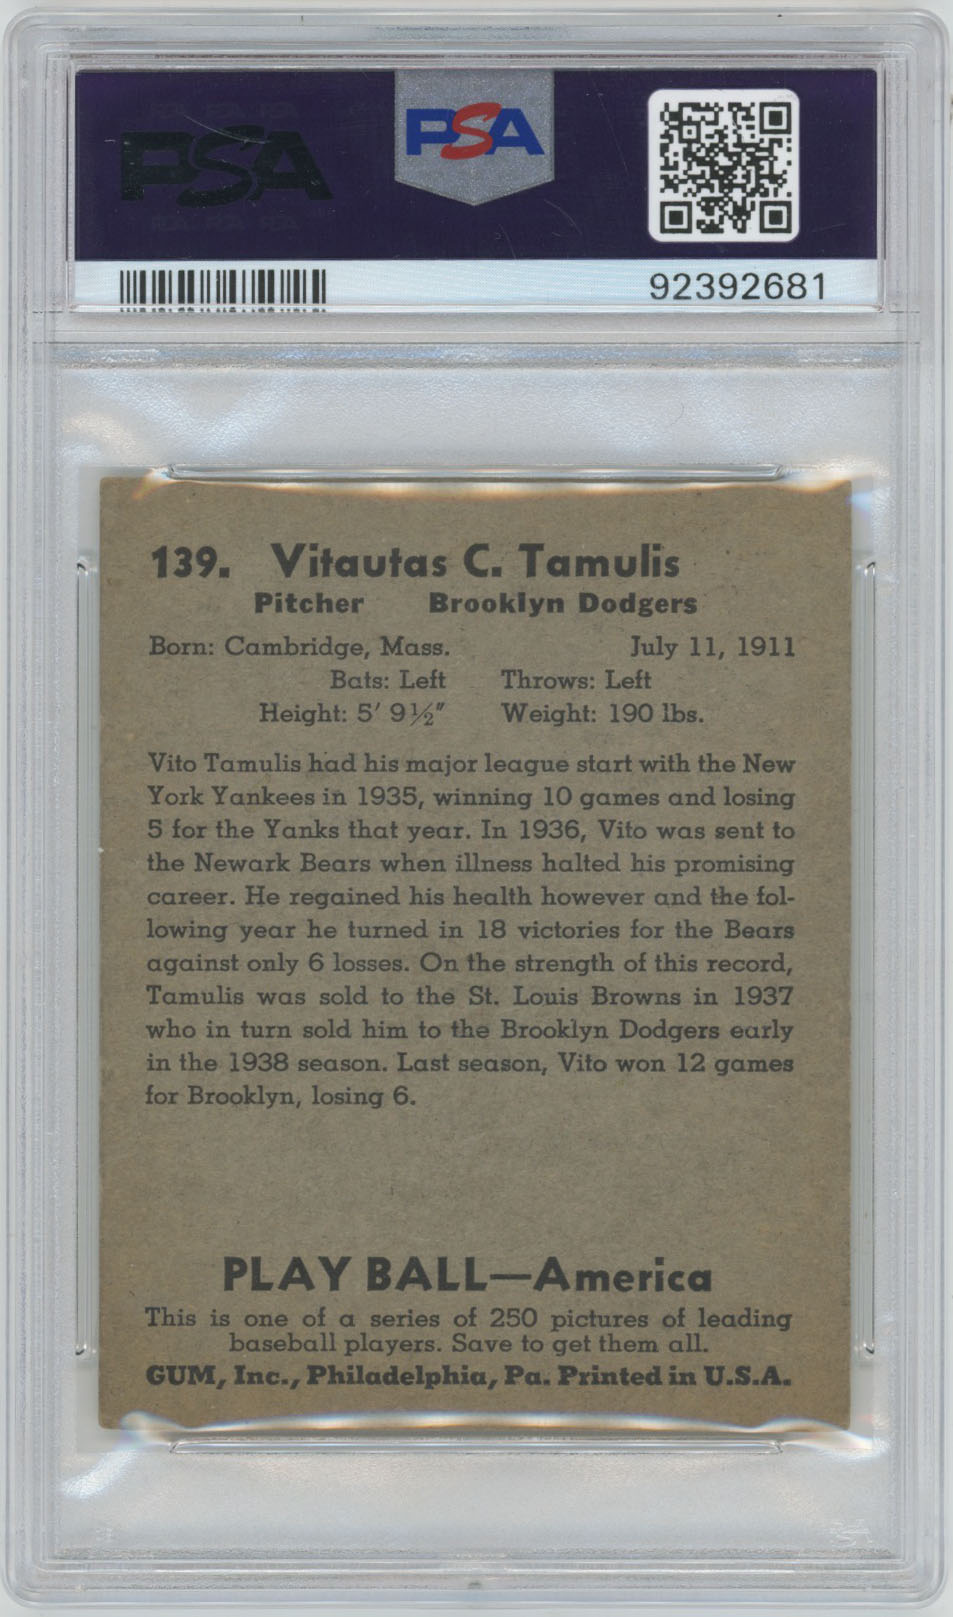 PSA
PSA
92392681
139. Vitautas C. Tamulis
Pitcher Brooklyn Dodgers
Born: Cambridge, Mass. July 11, 1911
Bats: Left Throws: Left
Height: 5' 9½" Weight: 190 lbs.
Vito Tamulis had his major league start with the New
York Yankees in 1935, winning 10 games and losing
5 for the Yanks that year. In 1936, Vito was sent to
the Newark Bears when illness halted his promising
career. He regained his health however and the fol-
lowing year he turned in 18 victories for the Bears
against only 6 losses. On the strength of this record,
Tamulis was sold to the St. Louis Browns in 1937
who in turn sold him to the Brooklyn Dodgers early
in the 1938 season. Last season, Vito won 12 games
for Brooklyn, losing 6.
PLAY BALL—America
This is one of a series of 250 pictures of leading
baseball players. Save to get them all.
GUM, Inc., Philadelphia, Pa. Printed in U.S.A.